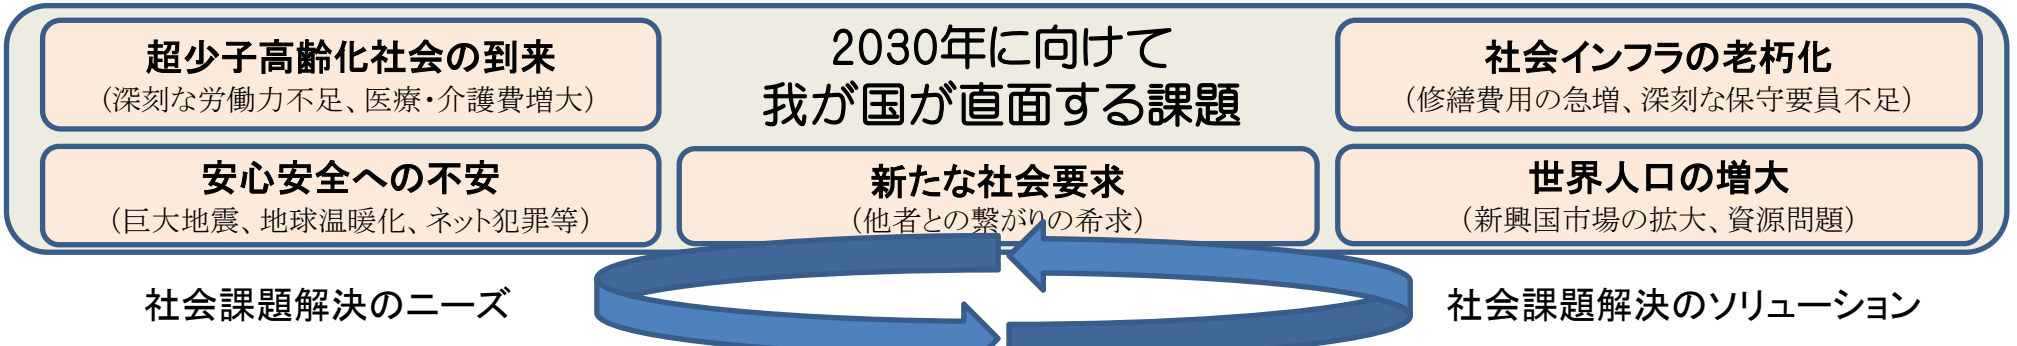 2030年に向けて
我が国が直面する課題
超少子高齢化社会の到来
（深刻な労働力不足、医療・介護費増大）
社会インフラの老朽化
（修繕費用の急増、深刻な保守要員不足）
安心安全への不安
（巨大地震、地球温暖化、ネット犯罪等）
新たな社会要求
（他者との繋がりの希求）
世界人口の増大
（新興国市場の拡大、資源問題）
社会課題解決のニーズ
社会課題解決のソリューション